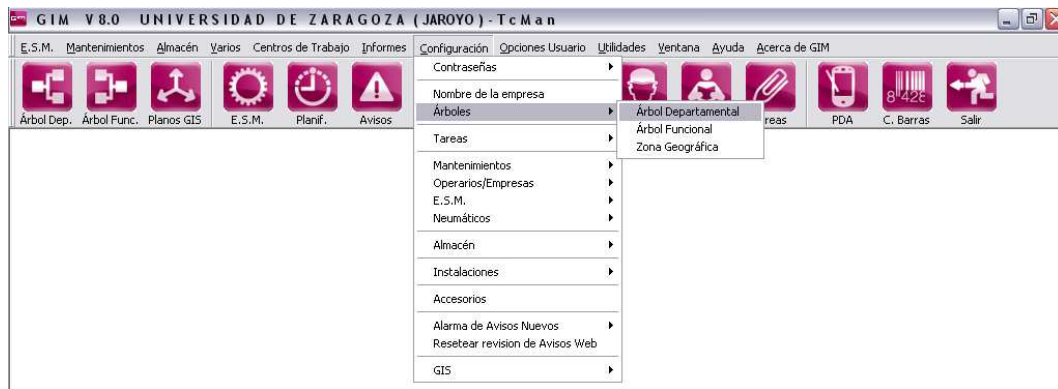 GIM V8.0 UNIVERSIDAD DE ZARAGOZA (JAROYO) - TcMan
E.S.M. Mantenimientos Almacén Varios Centros de Trabajo Informes Configuración Opciones Usuario Utilidades Ventana Ayuda Acerca de GIM
Árbol Dep. Árbol Func. Planos GIS E.S.M. Planif. Avisos
PDA C. Barras Salir
Contraseñas
Nombre de la empresa
Árboles
Tareas
Mantenimientos
Operarios/Empresas
E.S.M.
Neumáticos
Almacén
Instalaciones
Accesorios
Alarma de Avisos Nuevos
Resetear revision de Avisos Web
GIS
Árbol Departamental
Árbol Funcional
Zona Geográfica